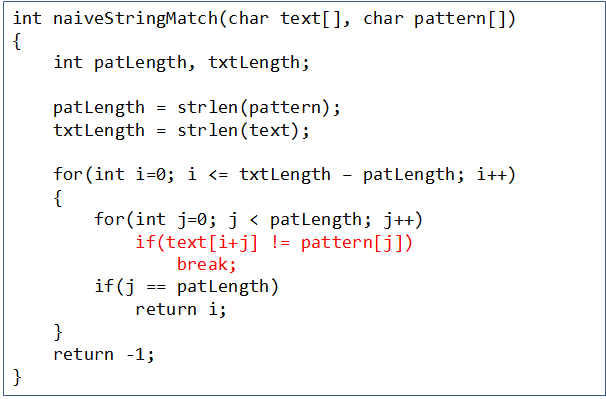 int naiveStringMatch(char text[], char pattern[])
{
    int patLength, txtLength;

    patLength = strlen(pattern);
    txtLength = strlen(text);

    for(int i=0; i <= txtLength – patLength; i++)
    {
        for(int j=0; j < patLength; j++)
            if(text[i+j] != pattern[j])
                break;
        if(j == patLength)
            return i;
    }
    return -1;
}